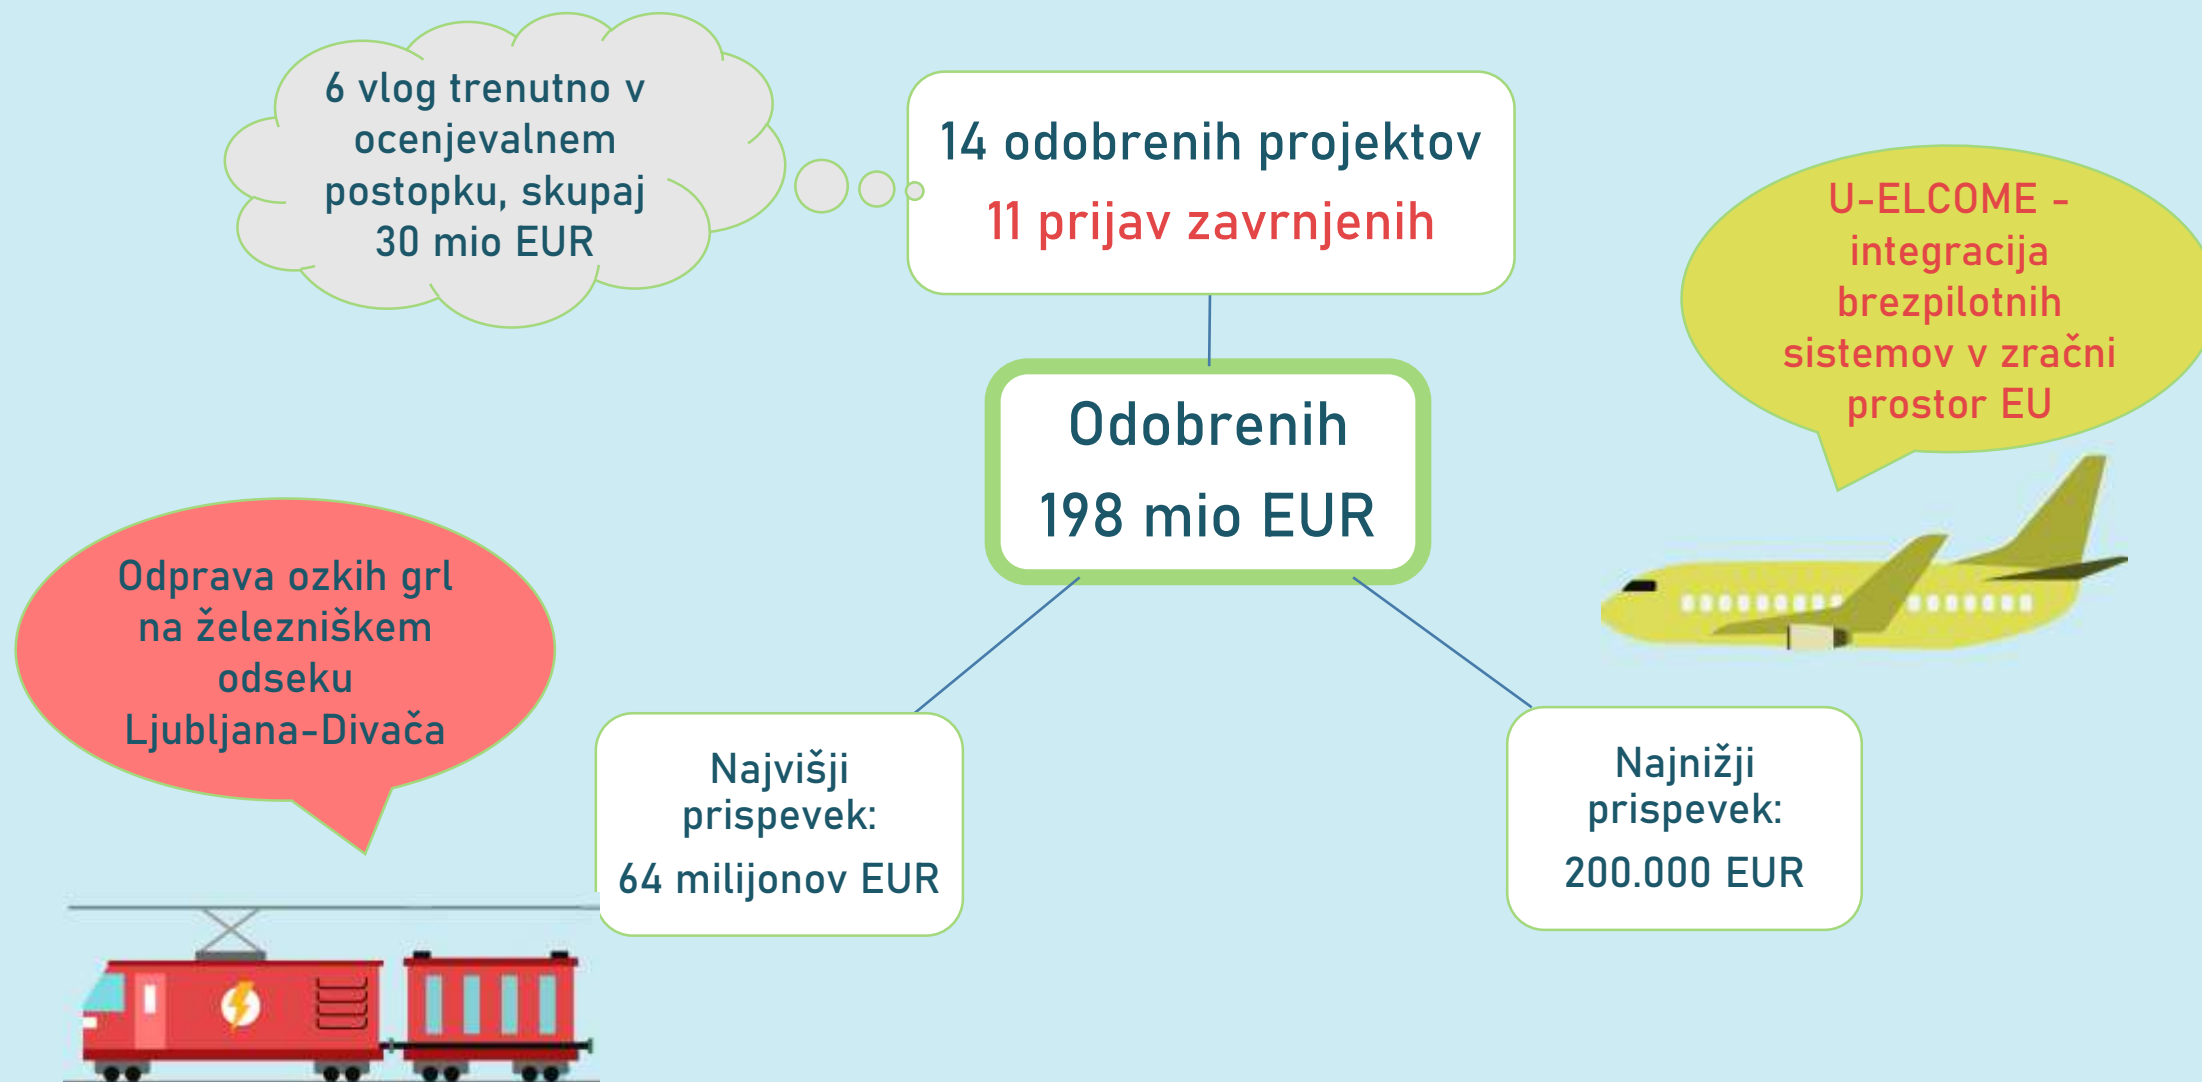 6 vlog trenutno v
ocenjevalnem
postopku, skupaj
30 mio EUR
14 odobrenih projektov
11 prijav zavrnjenih
U-ELCOME -
integracija
brezpilotnih
sistemov v zračni
prostor EU
Odobrenih
198 mio EUR
Odprava ozkih grl
na železniškem
odseku
Ljubljana-Divača
Najvišji
prispevek:
64 milijonov EUR
Najnižji
prispevek:
200.000 EUR